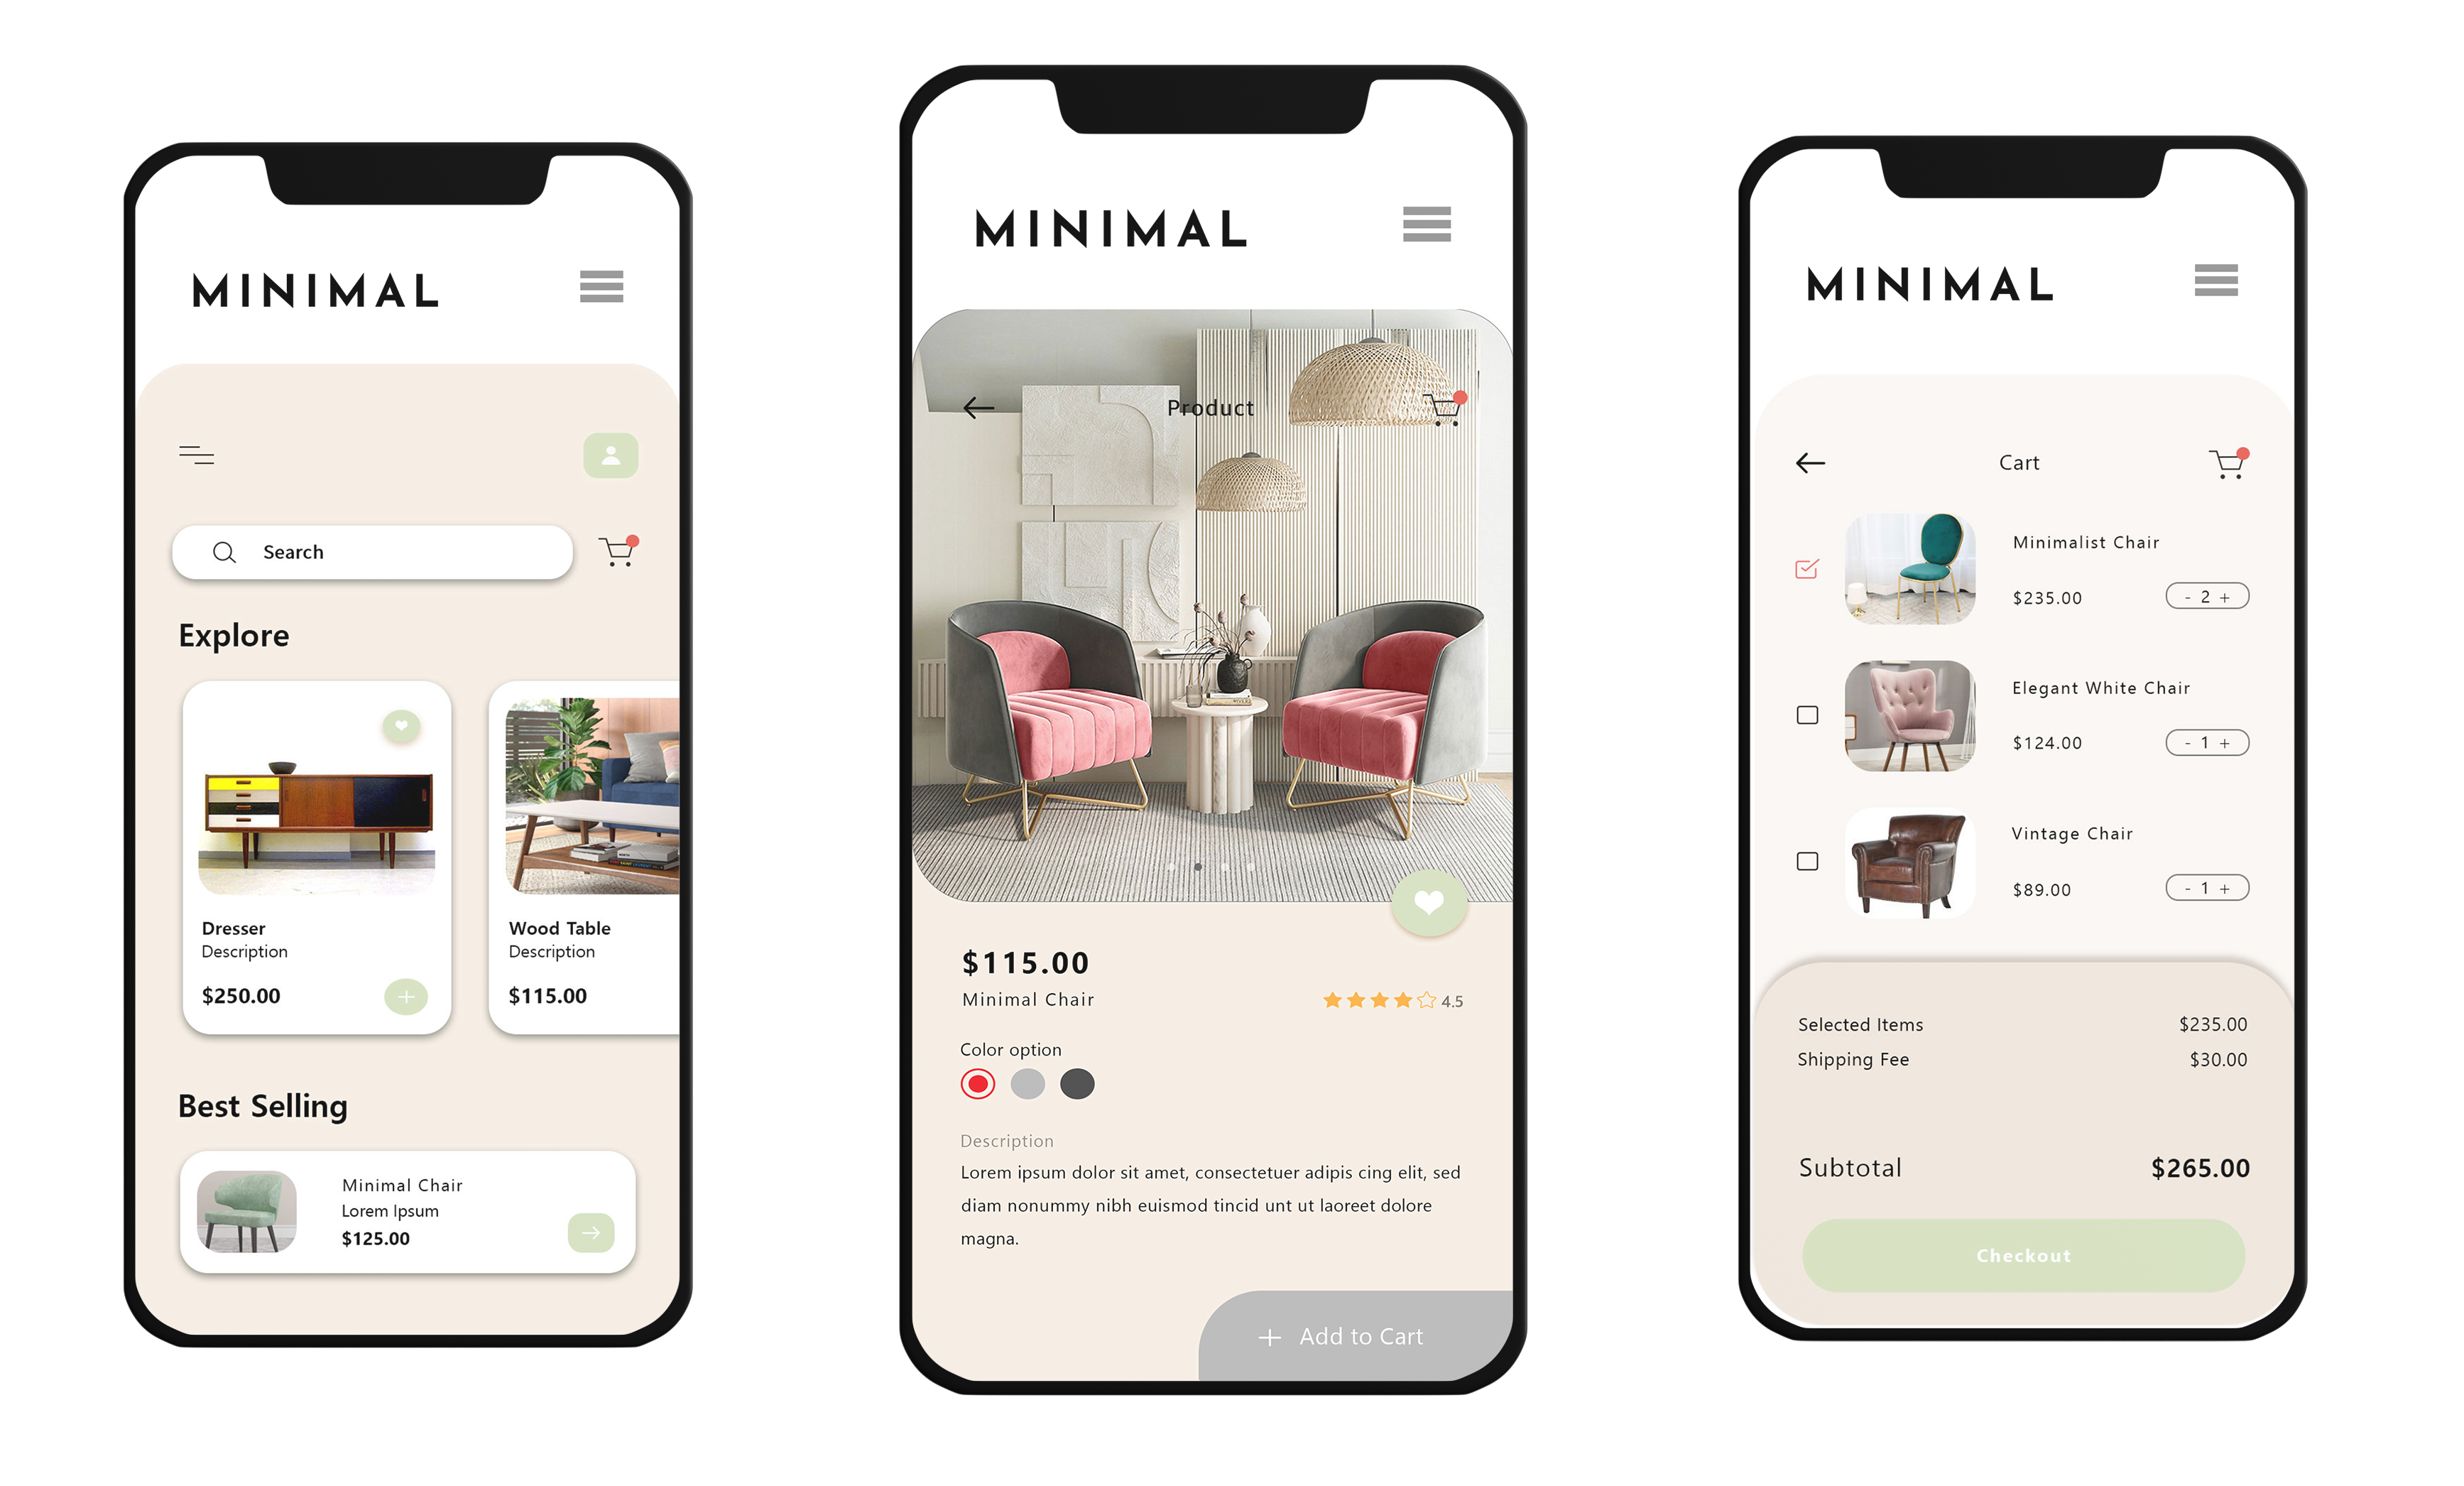 MINIMAL
Search
Explore
Dresser
Description
$250.00
Wood Table
Description
$115.00
Best Selling
Minimal Chair
Lorem Ipsum
$125.00
MINIMAL
Product
$115.00
Minimal Chair
4.5
Color option
Description
Lorem ipsum dolor sit amet, consectetuer adipis cing elit, sed
diam nonummy nibh euismod tincid unt ut laoreet dolore
magna.
+ Add to Cart
MINIMAL
Cart
Minimalist Chair
$235.00 - 2 +
Elegant White Chair
$124.00 - 1 +
Vintage Chair
$89.00 - 1 +
Selected Items $235.00
Shipping Fee $30.00
Subtotal $265.00
Checkout